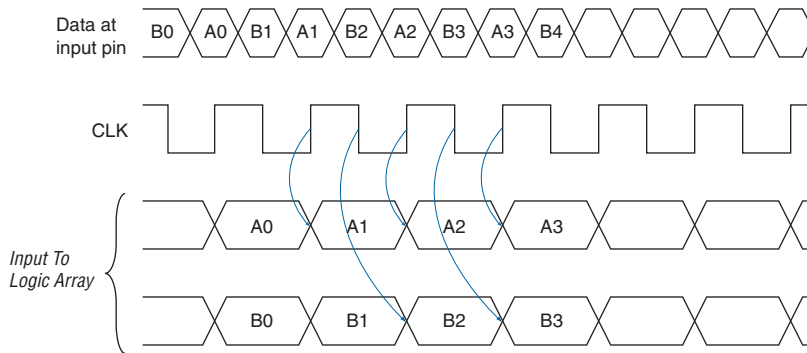 Data at
input pin
B0 A0 B1 A1 B2 A2 B3 A3 B4
CLK
Input To
Logic Array
A0 A1 A2 A3
B0 B1 B2 B3